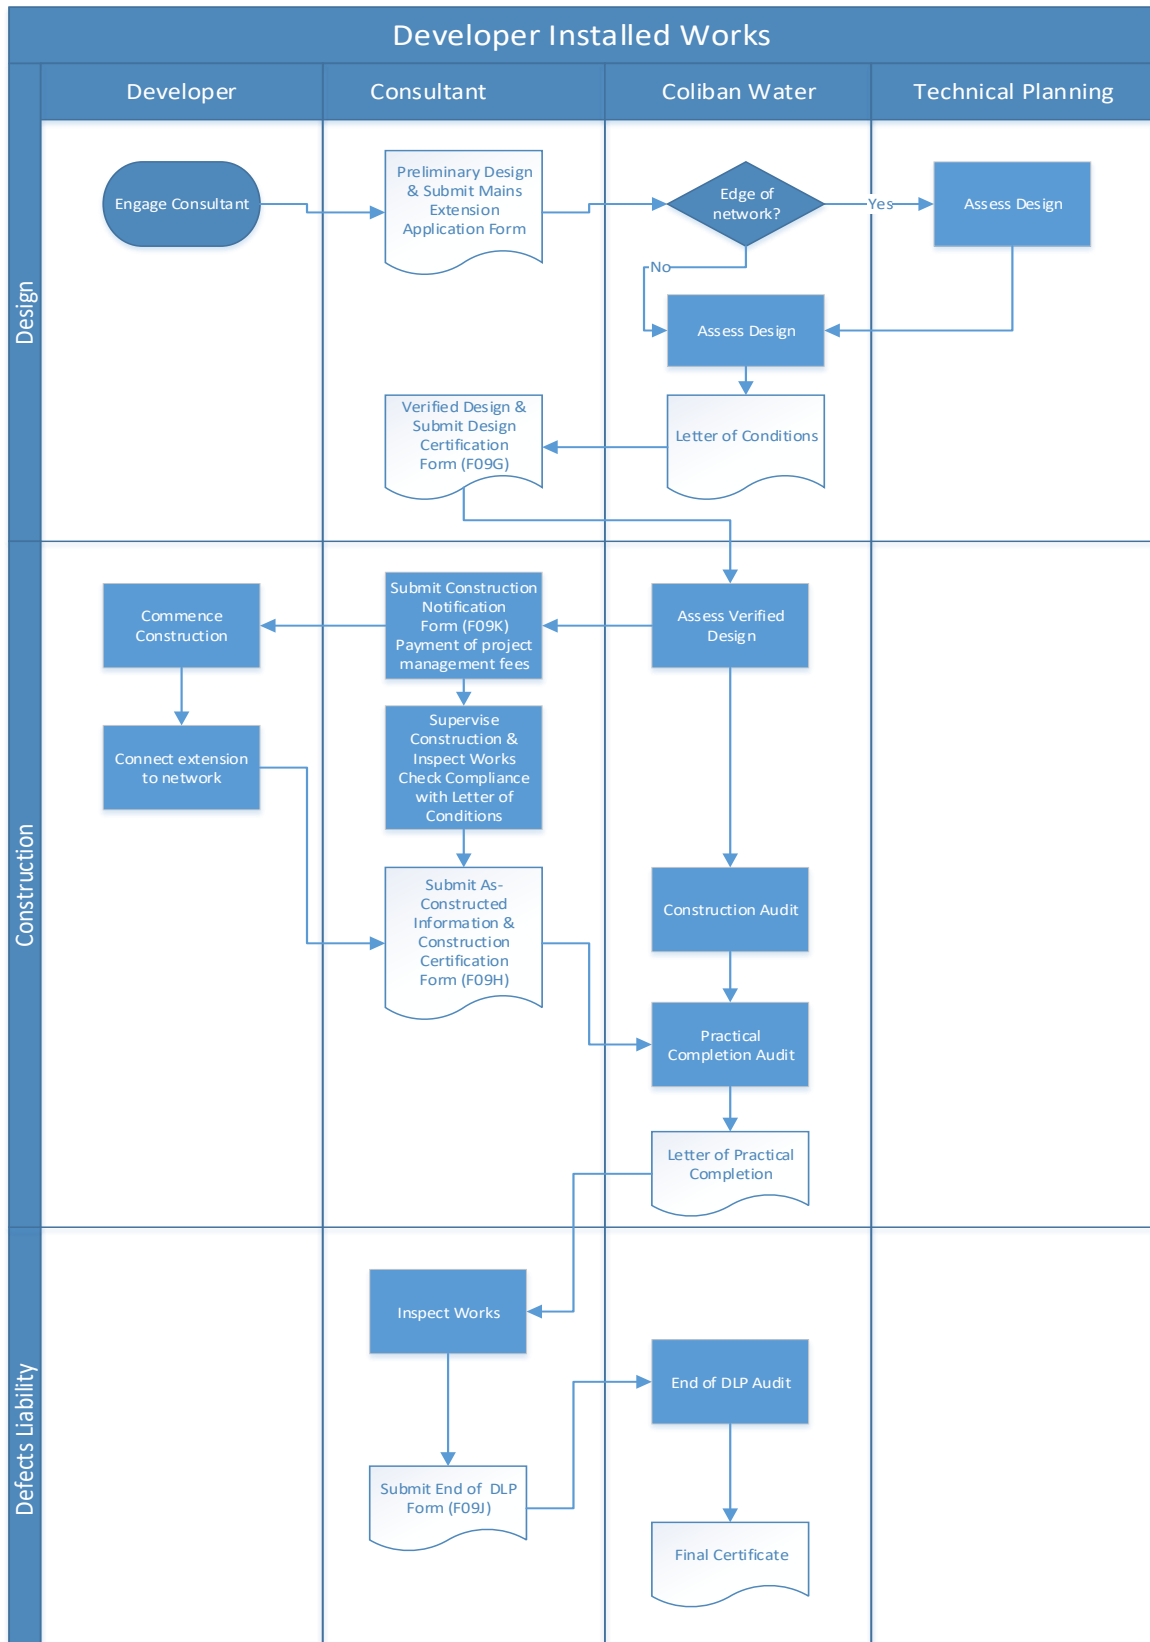 Developer Installed Works
Developer
Consultant
Coliban Water
Technical Planning
Design
Engage Consultant
Preliminary Design
& Submit Mains
Extension
Application Form
Edge of
network?
Yes
Assess Design
No
Assess Design
Letter of Conditions
Verified Design &
Submit Design
Certification
Form (F09G)
Construction
Commence
Construction
Submit Construction
Notification
Form (F09K)
Payment of project
management fees
Assess Verified
Design
Connect extension
to network
Supervise
Construction &
Inspect Works
Check Compliance
with Letter of
Conditions
Submit As-
Constructed
Information &
Construction
Certification
Form (F09H)
Construction Audit
Practical
Completion Audit
Letter of Practical
Completion
Defects Liability
Inspect Works
End of DLP Audit
Submit End of  DLP
Form (F09J)
Final Certificate